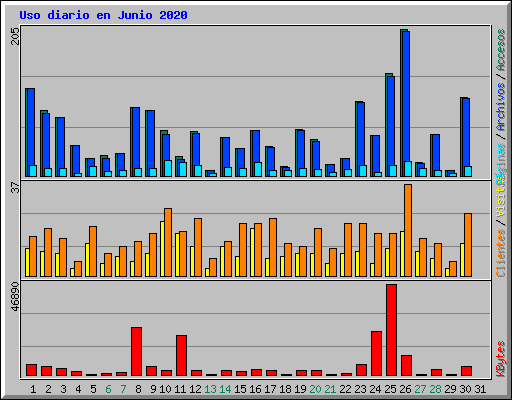 Uso diario en Junio 2020
205
37
46890
Accesos
Archivos /
Páginas /
Visitas
Clientes /
KBytes
1 2 3 4 5 6 7 8 9 10 11 12 13 14 15 16 17 18 19 20 21 22 23 24 25 26 27 28 29 30 31